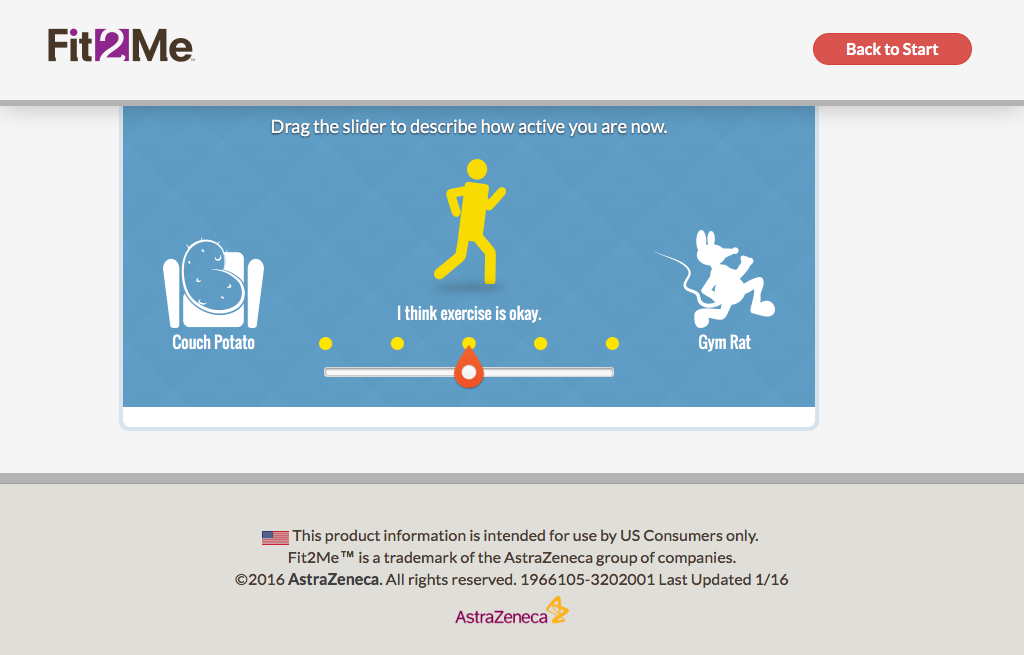 Fit2Me
Back to Start
Drag the slider to describe how active you are now.
I think exercise is okay.
Couch Potato
Gym Rat
This product information is intended for use by US Consumers only.
Fit2Me™ is a trademark of the AstraZeneca group of companies.
©2016 AstraZeneca. All rights reserved. 1966105-3202001 Last Updated 1/16
AstraZeneca